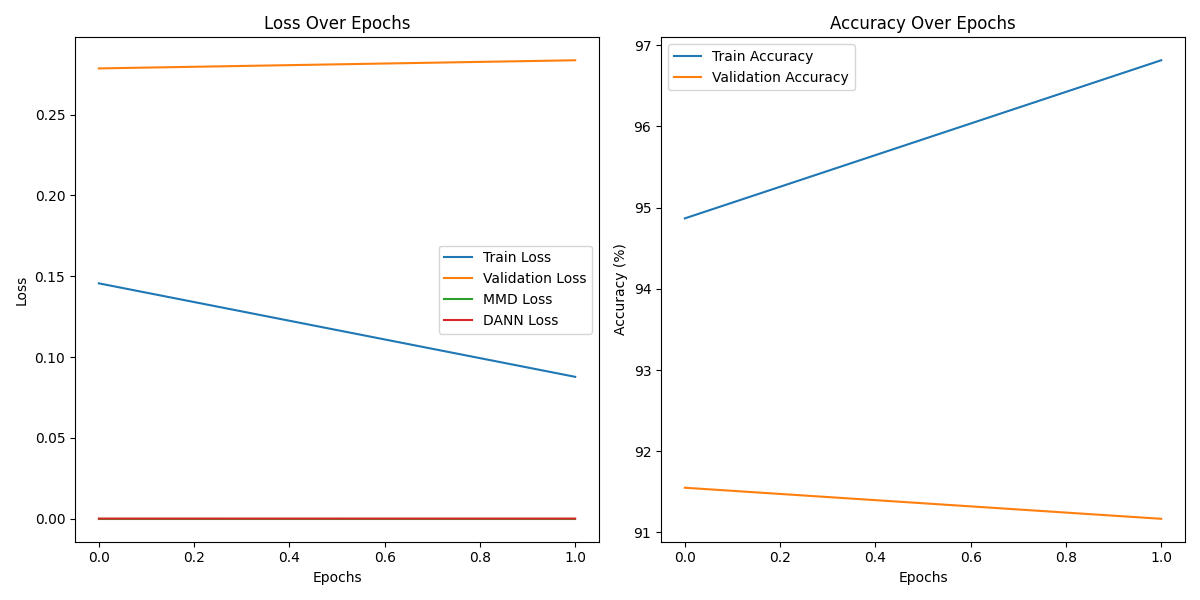 Loss Over Epochs
0.25
0.20
0.15
0.10
0.05
0.00
Loss
Train Loss
Validation Loss
MMD Loss
DANN Loss
0.0 0.2 0.4 0.6 0.8 1.0
Epochs
Accuracy Over Epochs
97
96
95
94
93
92
91
Accuracy (%)
Train Accuracy
Validation Accuracy
0.0 0.2 0.4 0.6 0.8 1.0
Epochs